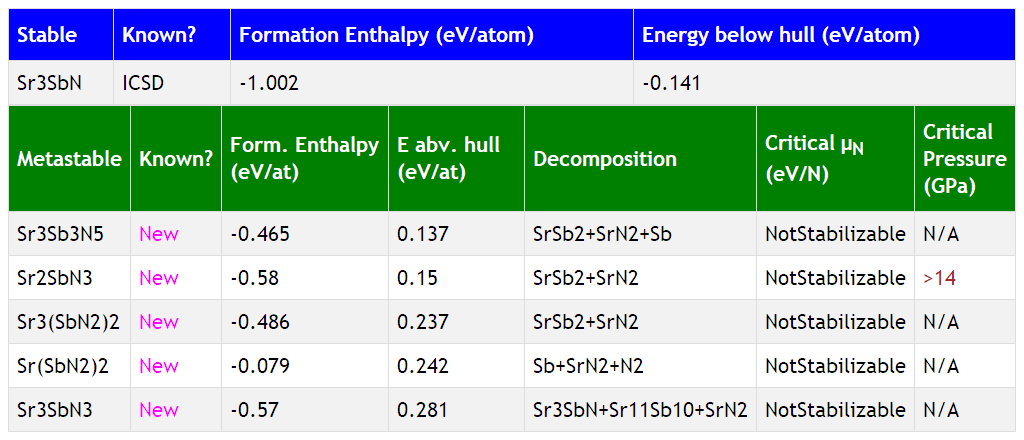 Stable Known? Formation Enthalpy (eV/atom) Energy below hull (eV/atom)
Sr3SbN ICSD -1.002 -0.141
Metastable Known? Form. Enthalpy (eV/at) E abv. hull (eV/at) Decomposition Critical μN (eV/N) Critical Pressure (GPa)
Sr3Sb3N5 New -0.465 0.137 SrSb2+SrN2+Sb NotStabilizable N/A
Sr2SbN3 New -0.58 0.15 SrSb2+SrN2 NotStabilizable >14
Sr3(SbN2)2 New -0.486 0.237 SrSb2+SrN2 NotStabilizable N/A
Sr(SbN2)2 New -0.079 0.242 Sb+SrN2+N2 NotStabilizable N/A
Sr3SbN3 New -0.57 0.281 Sr3SbN+Sr11Sb10+SrN2 NotStabilizable N/A